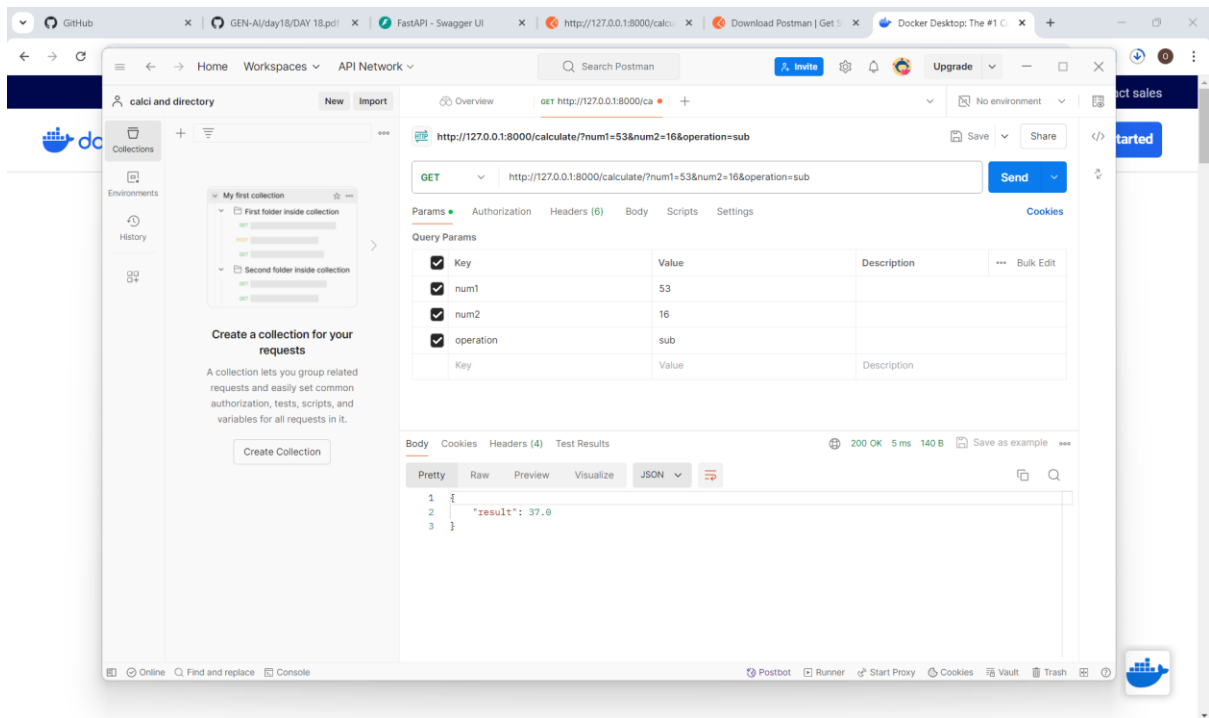 GitHub
GEN-AI/day18/DAY 18.pdf
FastAPI - Swagger UI
http://127.0.0.1:8000/calcu
Download Postman | Get S
Docker Desktop: The #1 C
O
Home Workspaces API Network
Search Postman
Invite
Upgrade
act sales
calci and directory
New Import
Overview
GET http://127.0.0.1:8000/ca
No environment
do
tarted
Collections
Environments
History
HTTP http://127.0.0.1:8000/calculate/?num1=53&num2=16&operation=sub
Save Share
GET http://127.0.0.1:8000/calculate/?num1=53&num2=16&operation=sub
Send
Params Authorization Headers (6) Body Scripts Settings
Cookies
Query Params
Key Value Description Bulk Edit
num1 53
num2 16
operation sub
Key Value Description
My first collection
First folder inside collection
GET
POST
GET
Second folder inside collection
GET
GET
Create a collection for your
requests
A collection lets you group related
requests and easily set common
authorization, tests, scripts, and
variables for all requests in it.
Create Collection
Body Cookies Headers (4) Test Results
200 OK 5 ms 140 B Save as example
Pretty Raw Preview Visualize JSON
1 {
2 "result": 37.0
3 }
Online Find and replace Console
Postbot Runner Start Proxy Cookies Vault Trash